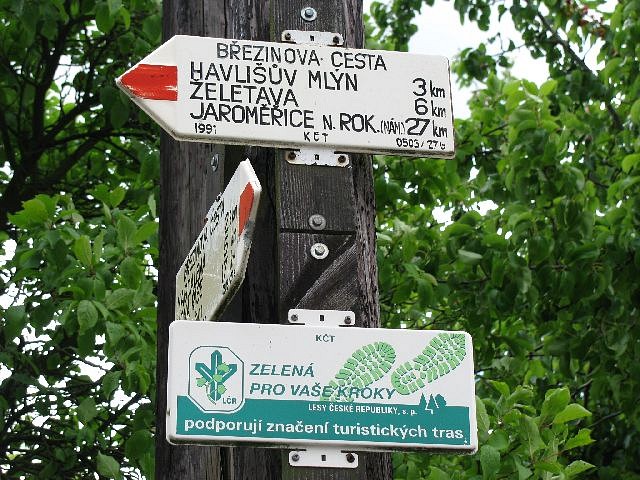 BŘEZINOVA CESTA
HAVLIŠŮV MLÝN 3 km
ŽELETAVA 6 km
JAROMĚŘICE N. ROK. (NÁM.) 27 km
1991 KČT 0503/276
KČT
ZELENÁ
PRO VAŠE KROKY
LČR
LESY ČESKÉ REPUBLIKY, s. p.
podporují značení turistických tras